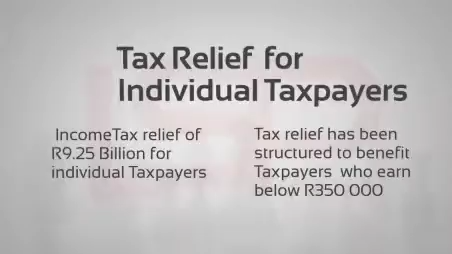 Tax Relief for
Individual Taxpayers
IncomeTax relief of
R9.25 Billion for
individual Taxpayers
Tax relief has been
structured to benefit
Taxpayers who earn
below R350 000